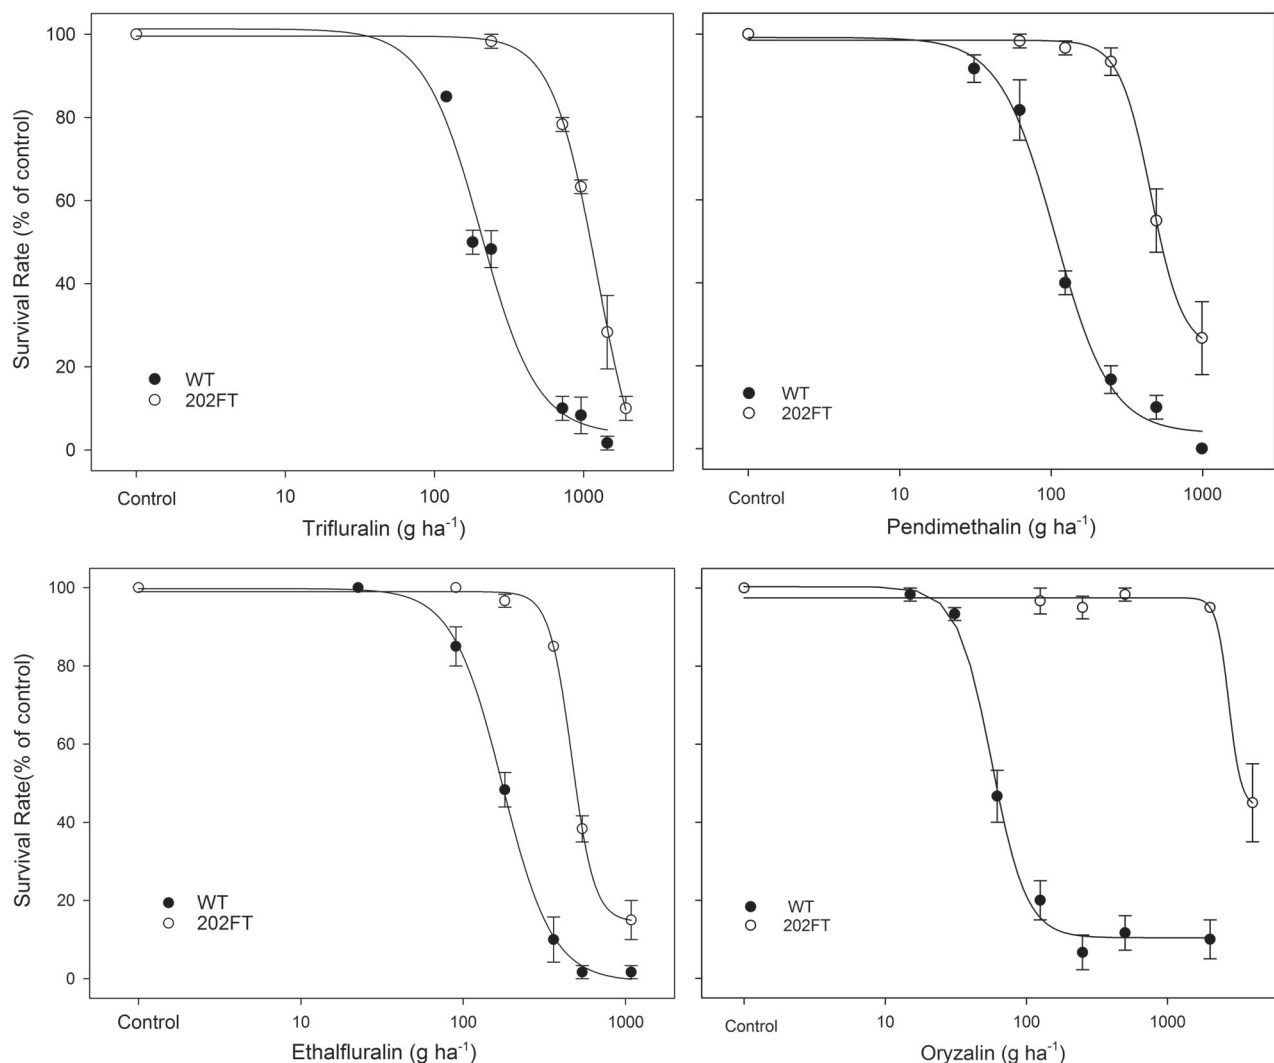 100
80
60
40
20
0
Survival Rate (% of control)
WT
202FT
Control
10
100
1000
Trifluralin (g ha-1)
WT
202FT
Control
10
100
1000
Pendimethalin (g ha-1)
100
80
60
40
20
0
Survival Rate(% of control)
WT
202FT
Control
10
100
1000
Ethalfluralin (g ha-1)
WT
202FT
Control
10
100
1000
Oryzalin (g ha-1)